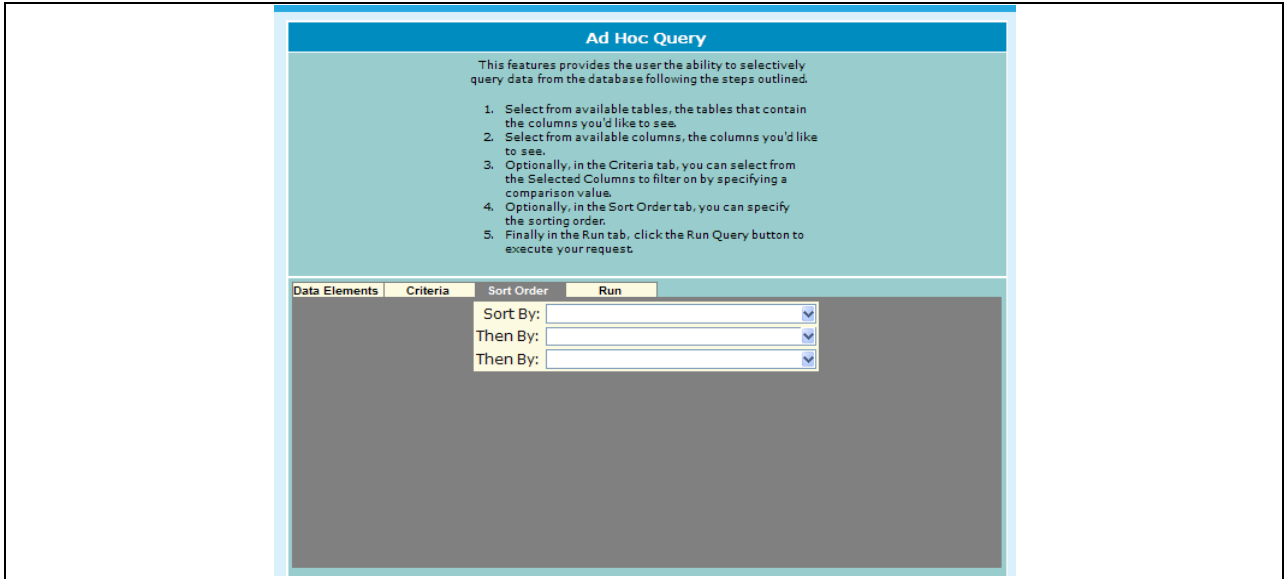 Ad Hoc Query
This features provides the user the ability to selectively
query data from the database following the steps outlined.
1. Select from available tables, the tables that contain
the columns you'd like to see.
2. Select from available columns, the columns you'd like
to see.
3. Optionally, in the Criteria tab, you can select from
the Selected Columns to filter on by specifying a
comparison value.
4. Optionally, in the Sort Order tab, you can specify
the sorting order.
5. Finally in the Run tab, click the Run Query button to
execute your request.
Data Elements Criteria Sort Order Run
Sort By:
Then By:
Then By: